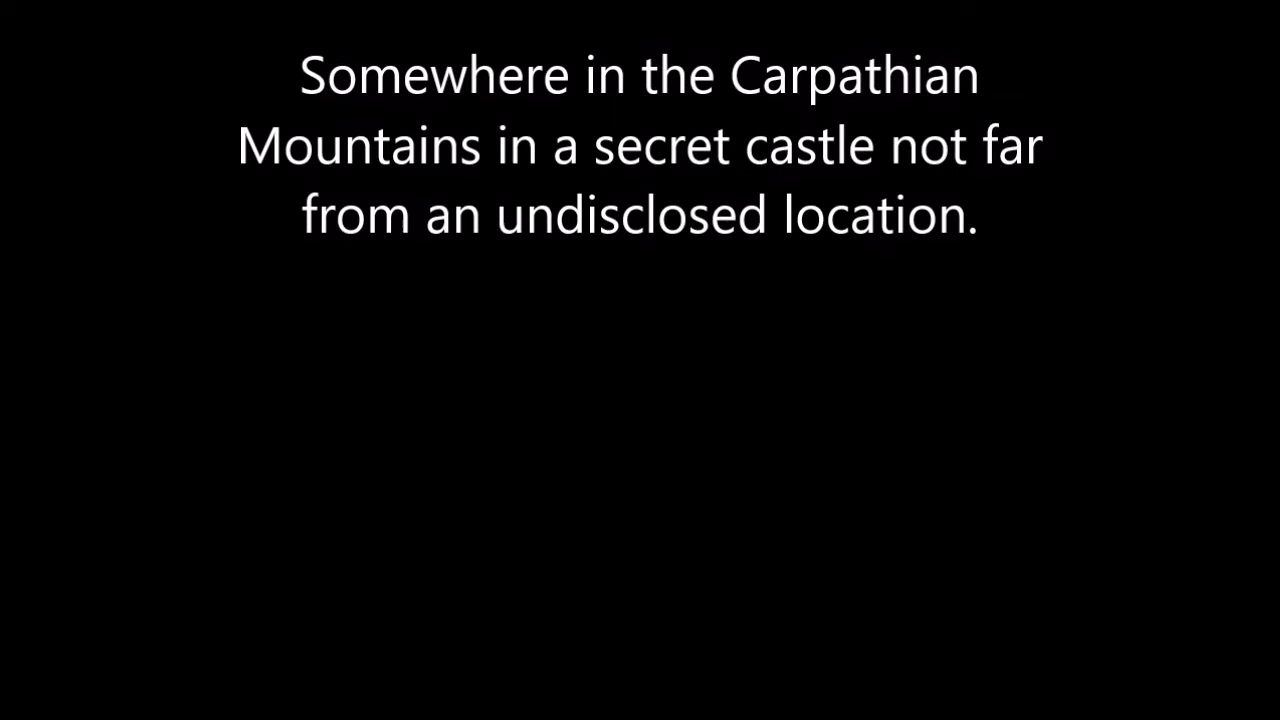 Somewhere in the Carpathian
Mountains in a secret castle not far
from an undisclosed location.